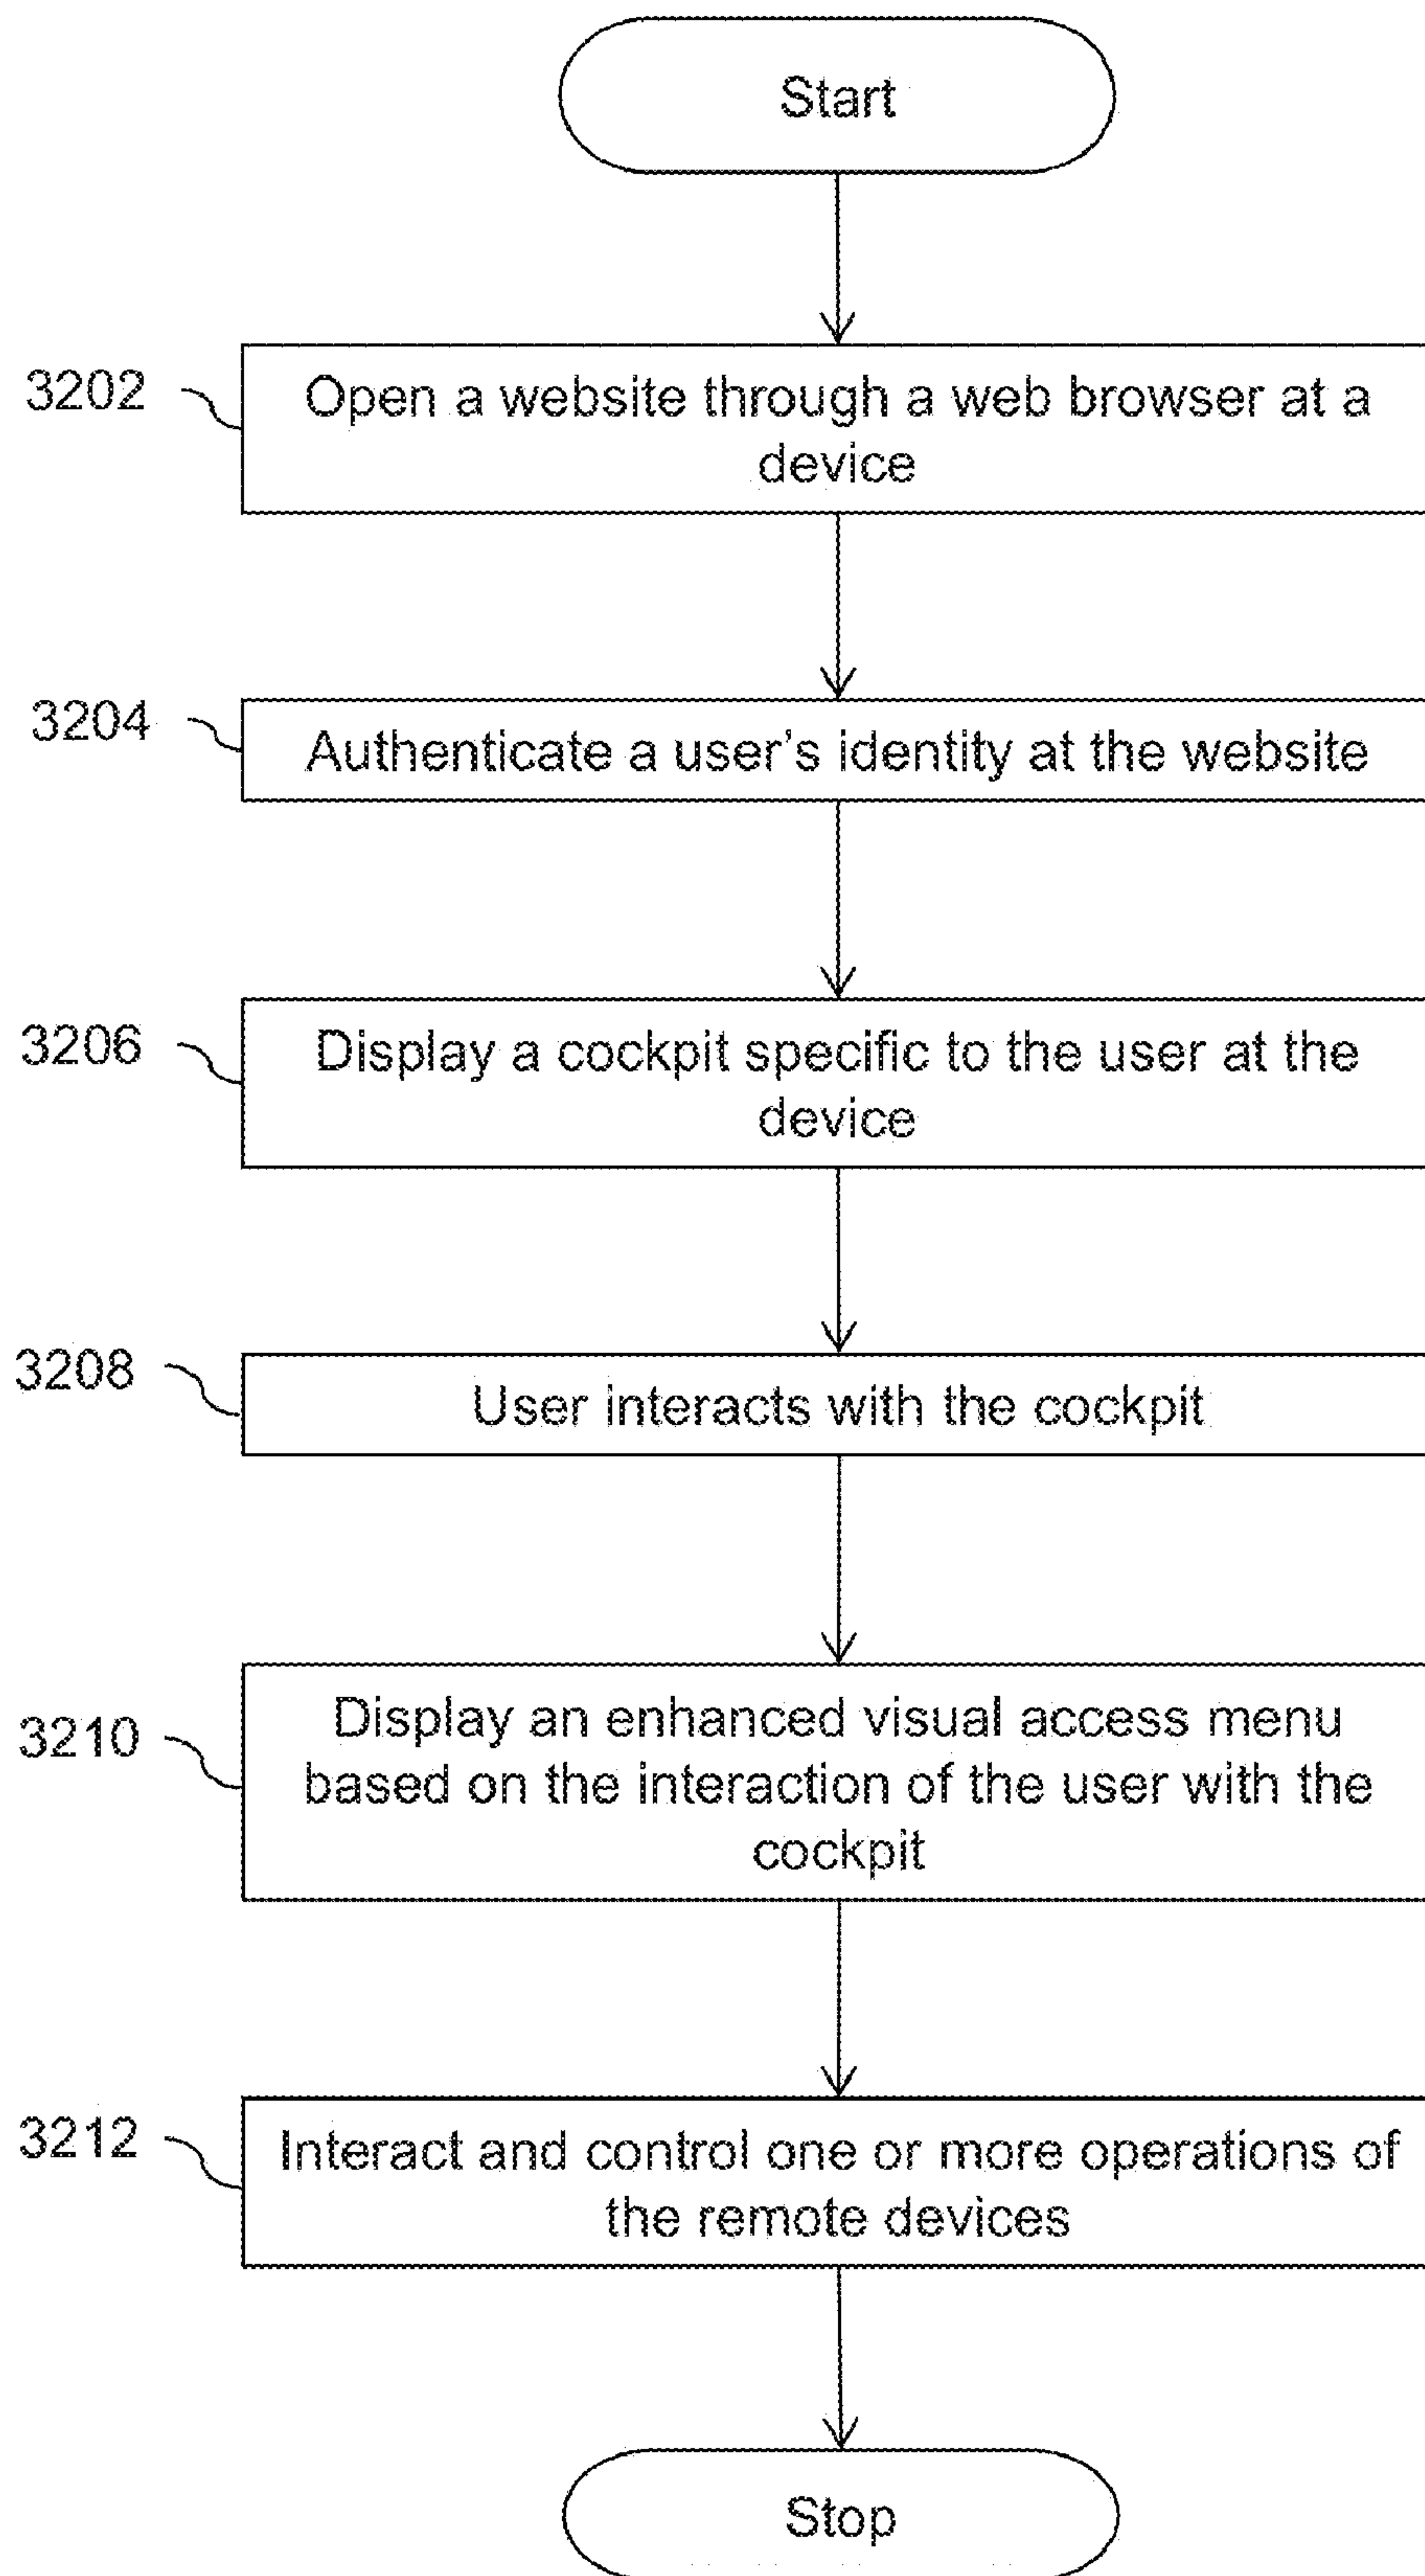 Start
3202
Open a website through a web browser at a
device
3204
Authenticate a user's identity at the website
3206
Display a cockpit specific to the user at the
device
3208
User interacts with the cockpit
3210
Display an enhanced visual access menu
based on the interaction of the user with the
cockpit
3212
Interact and control one or more operations of
the remote devices
Stop